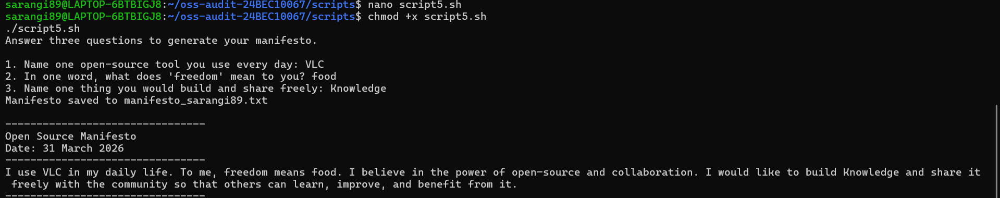 sarangi89@LAPTOP-6BTBIGJ8:~/oss-audit-24BEC10067/scripts$ nano script5.sh
sarangi89@LAPTOP-6BTBIGJ8:~/oss-audit-24BEC10067/scripts$ chmod +x script5.sh
./script5.sh
Answer three questions to generate your manifesto.
1. Name one open-source tool you use every day: VLC
2. In one word, what does 'freedom' mean to you? food
3. Name one thing you would build and share freely: Knowledge
Manifesto saved to manifesto_sarangi89.txt
--------------------------------
Open Source Manifesto
Date: 31 March 2026
--------------------------------
I use VLC in my daily life. To me, freedom means food. I believe in the power of open-source and collaboration. I would like to build Knowledge and share it
freely with the community so that others can learn, improve, and benefit from it.
--------------------------------